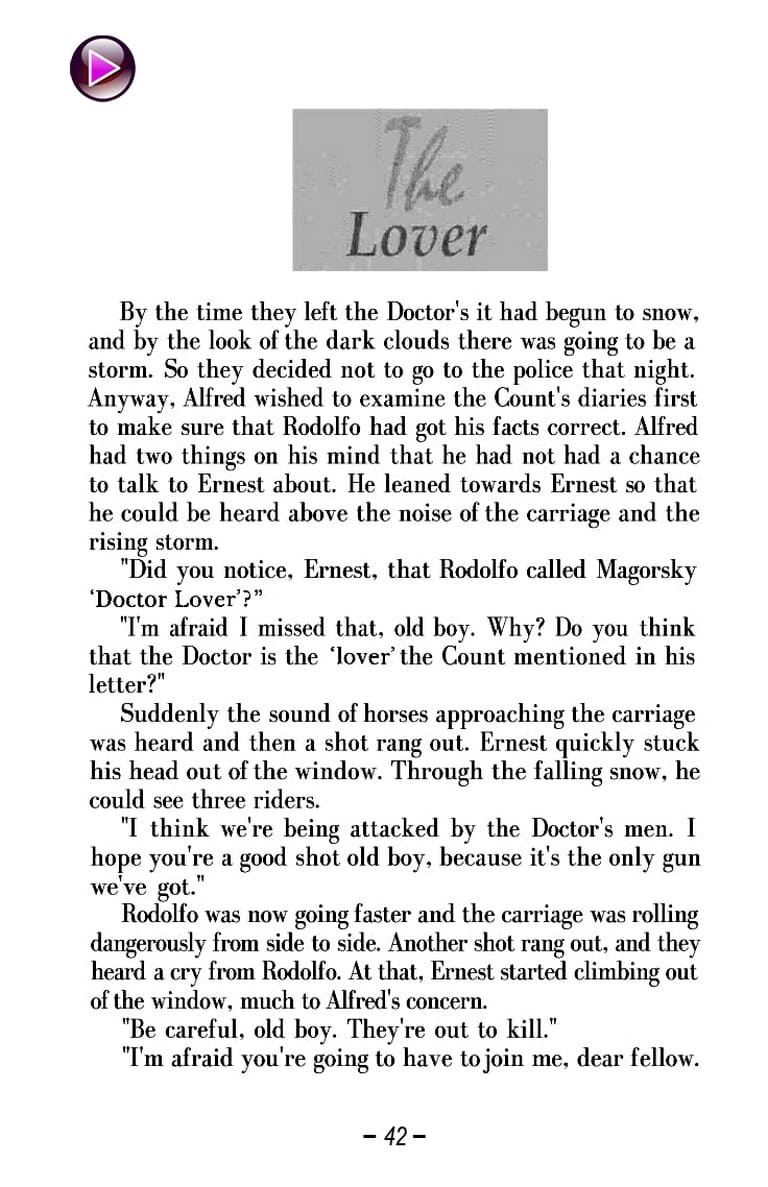 The
Lover
By the time they left the Doctor's it had begun to snow,
and by the look of the dark clouds there was going to be a
storm. So they decided not to go to the police that night.
Anyway, Alfred wished to examine the Count's diaries first
to make sure that Rodolfo had got his facts correct. Alfred
had two things on his mind that he had not had a chance
to talk to Ernest about. He leaned towards Ernest so that
he could be heard above the noise of the carriage and the
rising storm.
"Did you notice, Ernest, that Rodolfo called Magorsky
‘Doctor Lover’?”
"I'm afraid I missed that, old boy. Why? Do you think
that the Doctor is the ‘lover’ the Count mentioned in his
letter?"
Suddenly the sound of horses approaching the carriage
was heard and then a shot rang out. Ernest quickly stuck
his head out of the window. Through the falling snow, he
could see three riders.
"I think we're being attacked by the Doctor's men. I
hope you're a good shot old boy, because it's the only gun
we've got."
Rodolfo was now going faster and the carriage was rolling
dangerously from side to side. Another shot rang out, and they
heard a cry from Rodolfo. At that, Ernest started climbing out
of the window, much to Alfred's concern.
"Be careful, old boy. They're out to kill."
"I'm afraid you're going to have to join me, dear fellow.
– 42 –